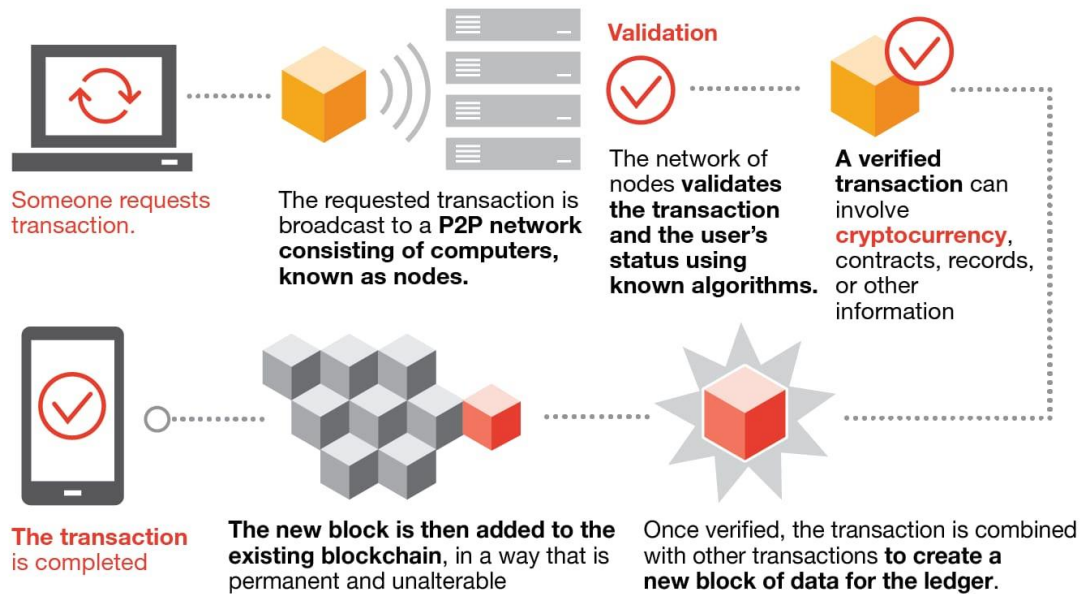 Someone requests
transaction.
The requested transaction is
broadcast to a P2P network
consisting of computers,
known as nodes.
Validation
The network of
nodes validates
the transaction
and the user's
status using
known algorithms.
A verified
transaction can
involve
cryptocurrency,
contracts, records,
or other
information
Once verified, the transaction is combined
with other transactions to create a
new block of data for the ledger.
The new block is then added to the
existing blockchain, in a way that is
permanent and unalterable
The transaction
is completed